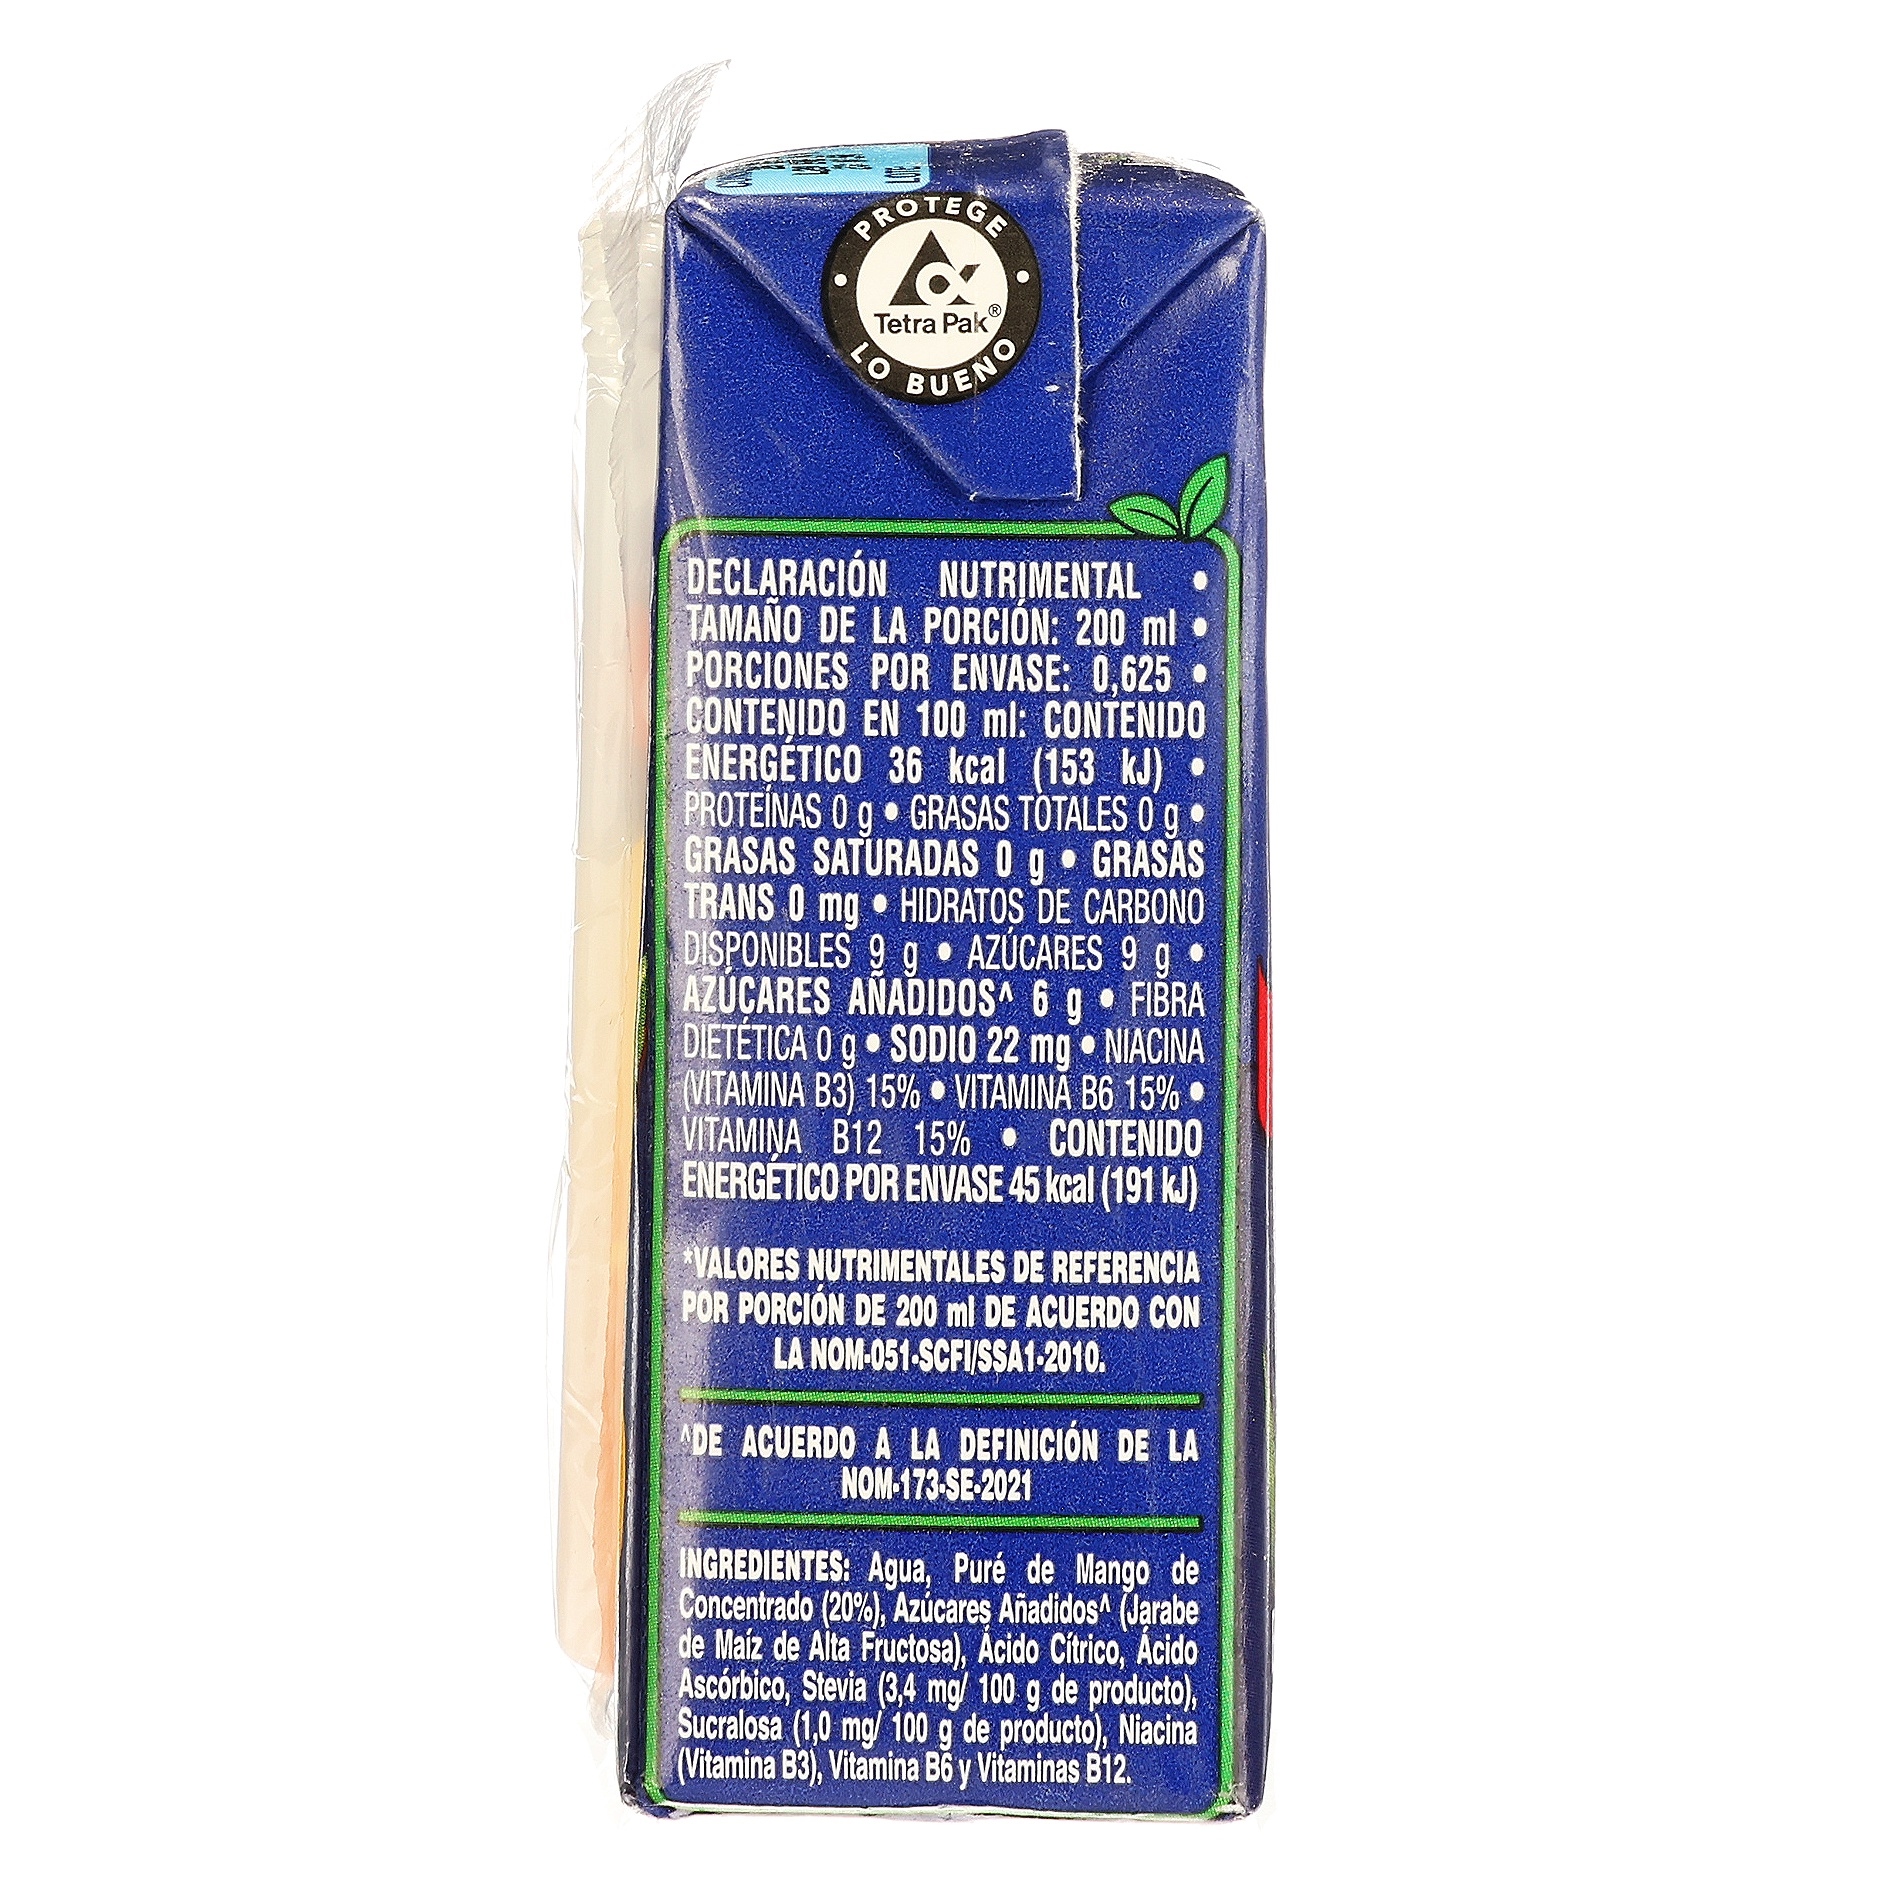 LOTE
PROTEGE
Tetra Pak®
LO BUENO
DECLARACIÓN NUTRIMENTAL •
TAMAÑO DE LA PORCIÓN: 200 ml •
PORCIONES POR ENVASE: 0,625 •
CONTENIDO EN 100 ml: CONTENIDO
ENERGÉTICO 36 kcal (153 kJ) •
PROTEÍNAS 0 g • GRASAS TOTALES 0 g •
GRASAS SATURADAS 0 g • GRASAS
TRANS 0 mg • HIDRATOS DE CARBONO
DISPONIBLES 9 g • AZÚCARES 9 g •
AZÚCARES AÑADIDOS^ 6 g • FIBRA
DIETÉTICA 0 g • SODIO 22 mg • NIACINA
(VITAMINA B3) 15% • VITAMINA B6 15% •
VITAMINA B12 15% • CONTENIDO
ENERGÉTICO POR ENVASE 45 kcal (191 kJ)
*VALORES NUTRIMENTALES DE REFERENCIA
POR PORCIÓN DE 200 ml DE ACUERDO CON
LA NOM-051-SCFI/SSA1-2010.
^DE ACUERDO A LA DEFINICIÓN DE LA
NOM-173-SE-2021
INGREDIENTES: Agua, Puré de Mango de
Concentrado (20%), Azúcares Añadidos^ (Jarabe
de Maíz de Alta Fructosa), Ácido Cítrico, Ácido
Ascórbico, Stevia (3,4 mg/ 100 g de producto),
Sucralosa (1,0 mg/ 100 g de producto), Niacina
(Vitamina B3), Vitamina B6 y Vitaminas B12.